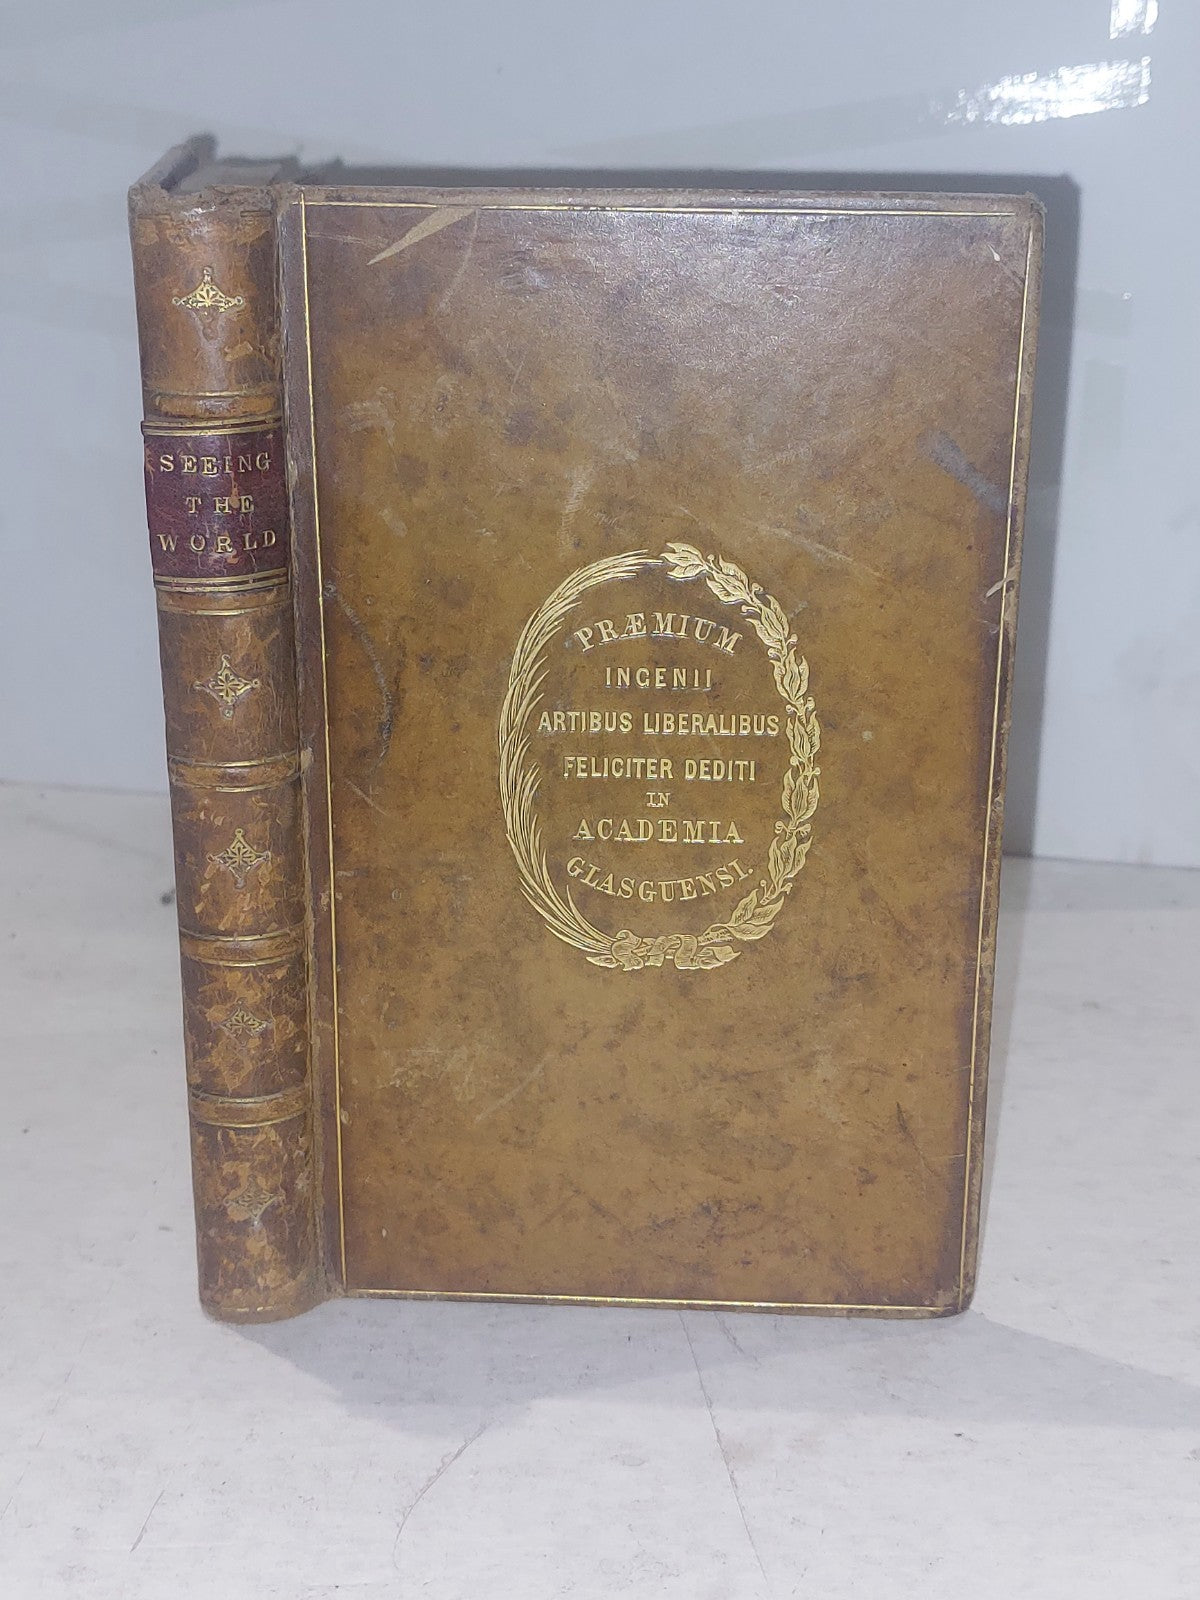 SEEING
THE
WORLD
PRÆMIUM
INGENII
ARTIBUS LIBERALIBUS
FELICITER DEDITI
IN
ACADEMIA
GLASGUENSI.